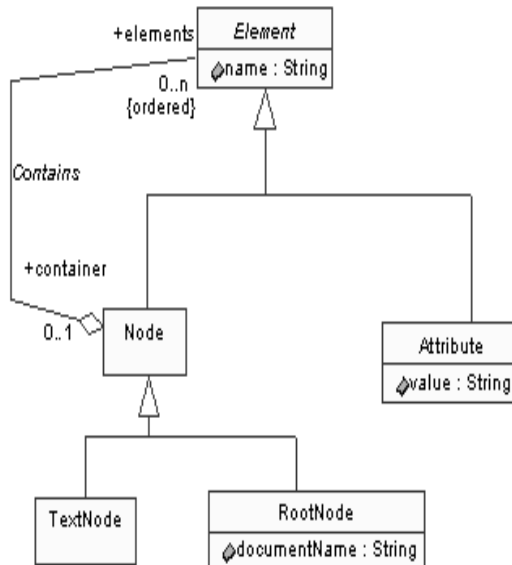 +elements
Element
name : String
0..n
{ordered}
Contains
+container
0..1
Node
Attribute
value : String
TextNode
RootNode
documentName : String